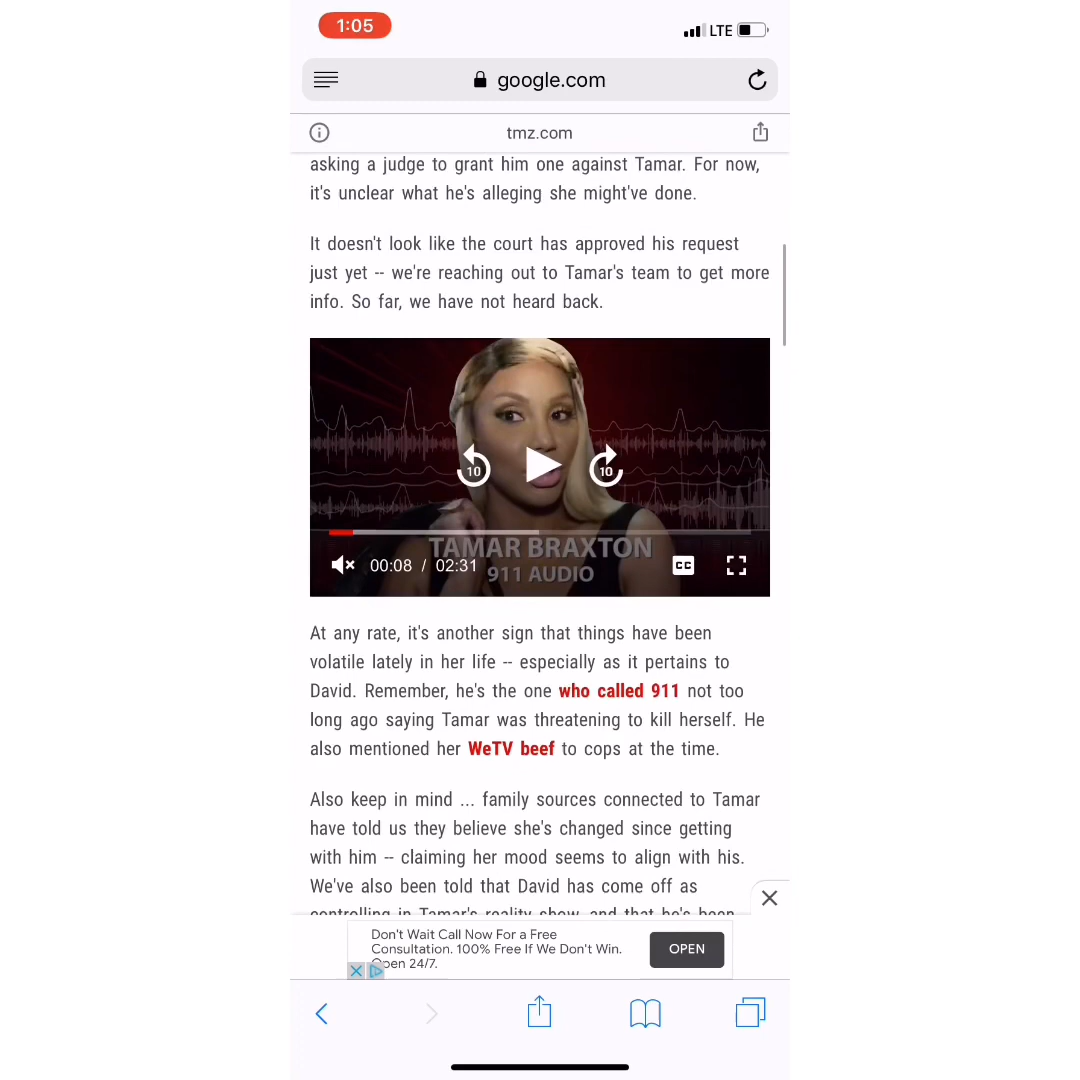 1:05
LTE
google.com
tmz.com
asking a judge to grant him one against Tamar. For now,
it's unclear what he's alleging she might've done.
It doesn't look like the court has approved his request
just yet -- we're reaching out to Tamar's team to get more
info. So far, we have not heard back.
10
10
TAMAR BRAXTON
911 AUDIO
00:08 / 02:31
CC
At any rate, it's another sign that things have been
volatile lately in her life -- especially as it pertains to
David. Remember, he's the one who called 911 not too
long ago saying Tamar was threatening to kill herself. He
also mentioned her WeTV beef to cops at the time.
Also keep in mind ... family sources connected to Tamar
have told us they believe she's changed since getting
with him -- claiming her mood seems to align with his.
We've also been told that David has come off as
controlling in Tamar's reality show, and that he's been
Don't Wait Call Now For a Free
Consultation. 100% Free If We Don't Win.
Open 24/7.
OPEN